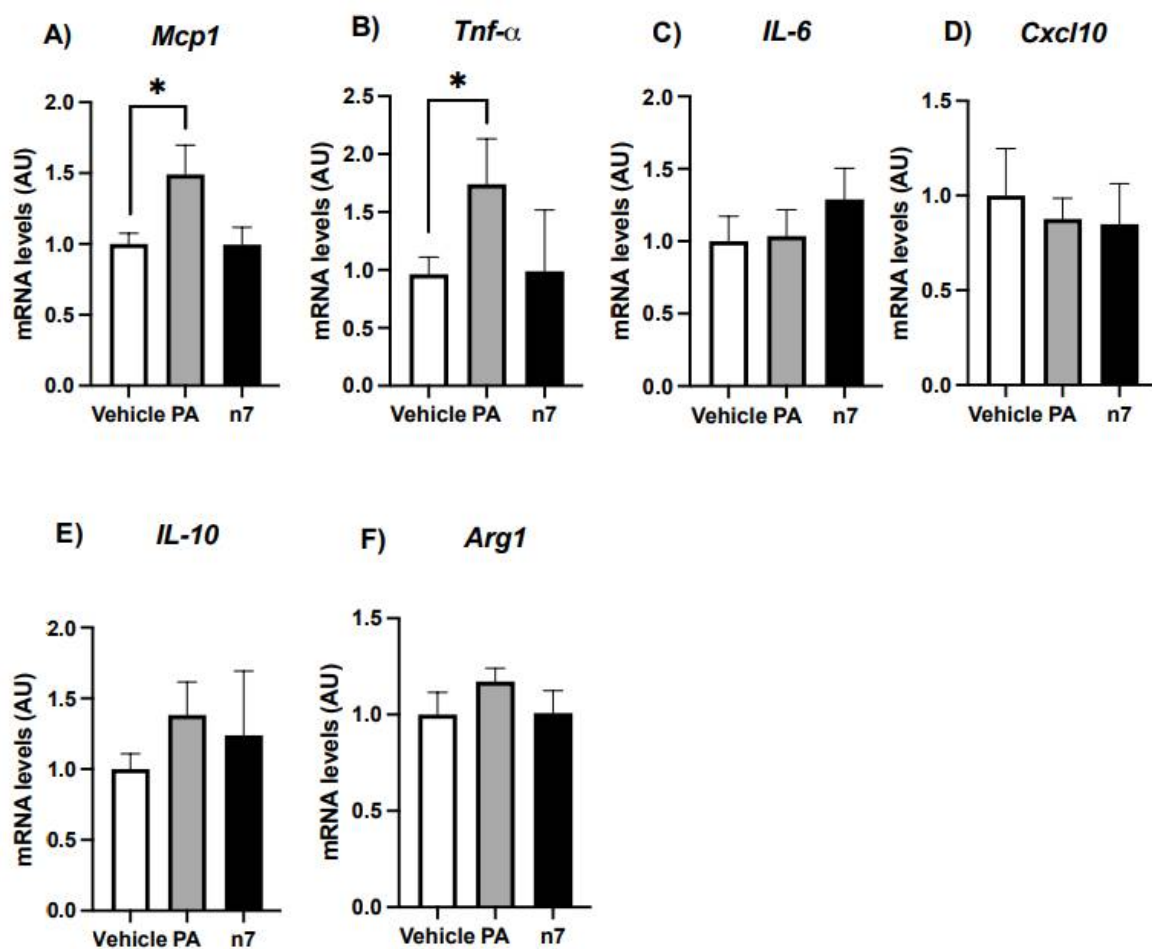 A) Mcp1
mRNA levels (AU)
2.0
1.5
1.0
0.5
0.0
Vehicle PA n7
B) Tnf-α
mRNA levels (AU)
2.5
2.0
1.5
1.0
0.5
0.0
Vehicle PA n7
C) IL-6
mRNA levels (AU)
2.0
1.5
1.0
0.5
0.0
Vehicle PA n7
D) Cxcl10
mRNA levels (AU)
1.5
1.0
0.5
0.0
Vehicle PA n7
E) IL-10
mRNA levels (AU)
2.0
1.5
1.0
0.5
0.0
Vehicle PA n7
F) Arg1
mRNA levels (AU)
1.5
1.0
0.5
0.0
Vehicle PA n7